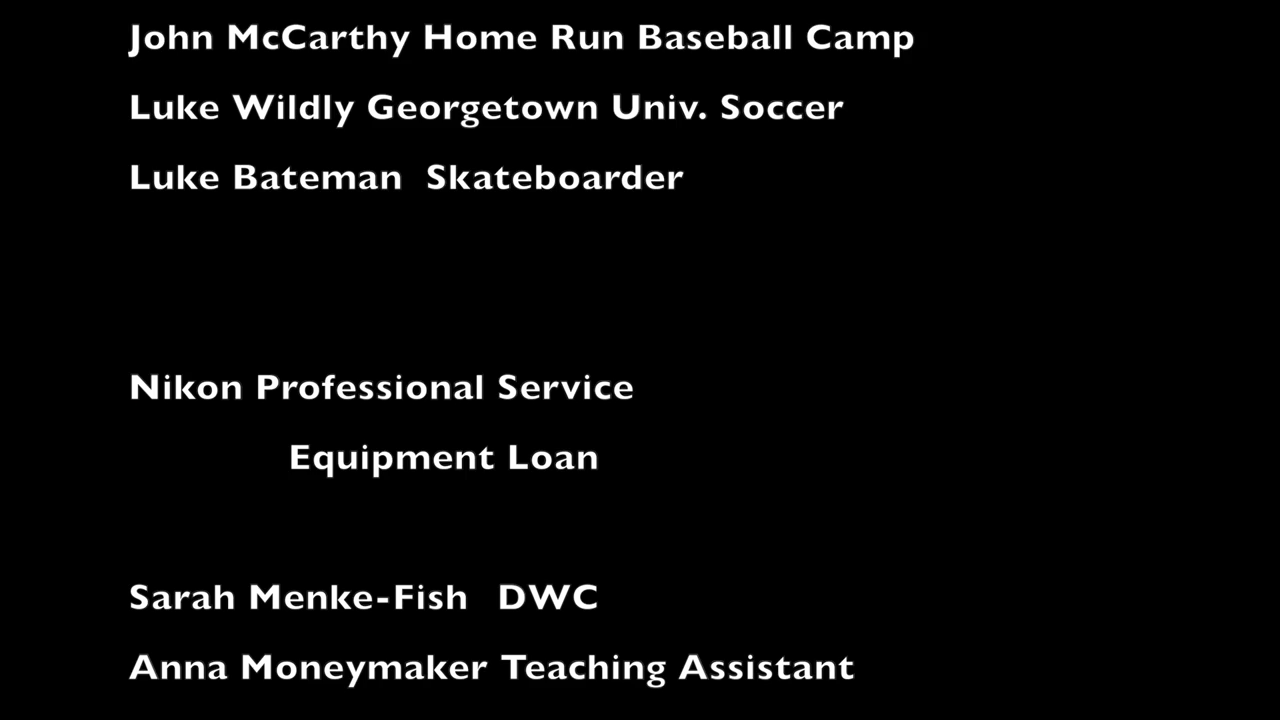 John McCarthy Home Run Baseball Camp
Luke Wildly Georgetown Univ. Soccer
Luke Bateman  Skateboarder
Nikon Professional Service
Equipment Loan
Sarah Menke-Fish  DWC
Anna Moneymaker Teaching Assistant